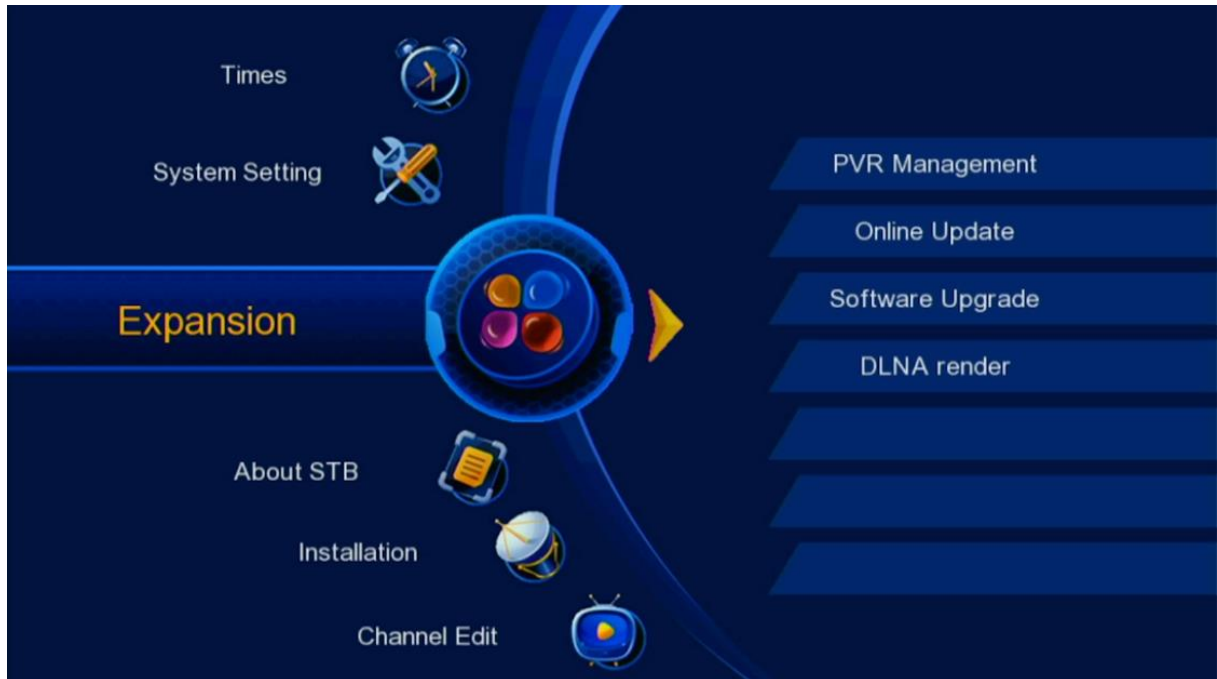 Times
System Setting
Expansion
About STB
Installation
Channel Edit
PVR Management
Online Update
Software Upgrade
DLNA render